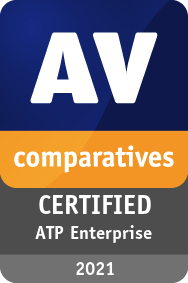 AV
comparatives
CERTIFIED
ATP Enterprise
2021